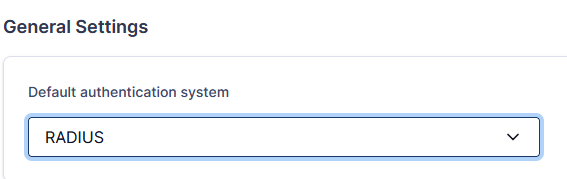 General Settings
Default authentication system
RADIUS